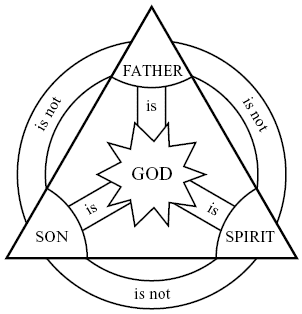 FATHER
is not
is
is not
GOD
is
is
SON
SPIRIT
is not